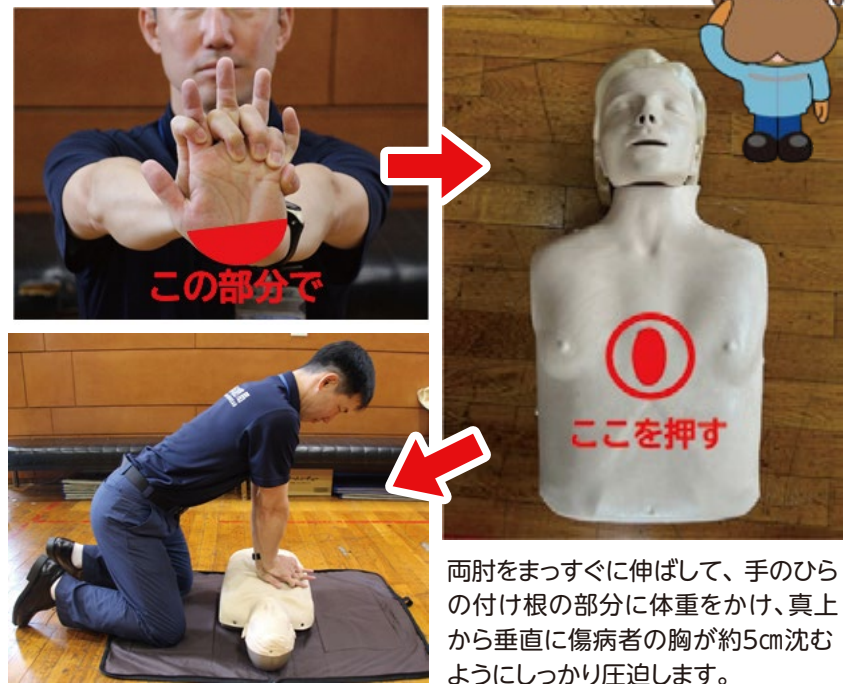 この部分で
ここを押す
両肘をまっすぐに伸ばして、手のひら
の付け根の部分に体重をかけ、真上
から垂直に傷病者の胸が約5㎝沈む
ようにしっかり圧迫します。